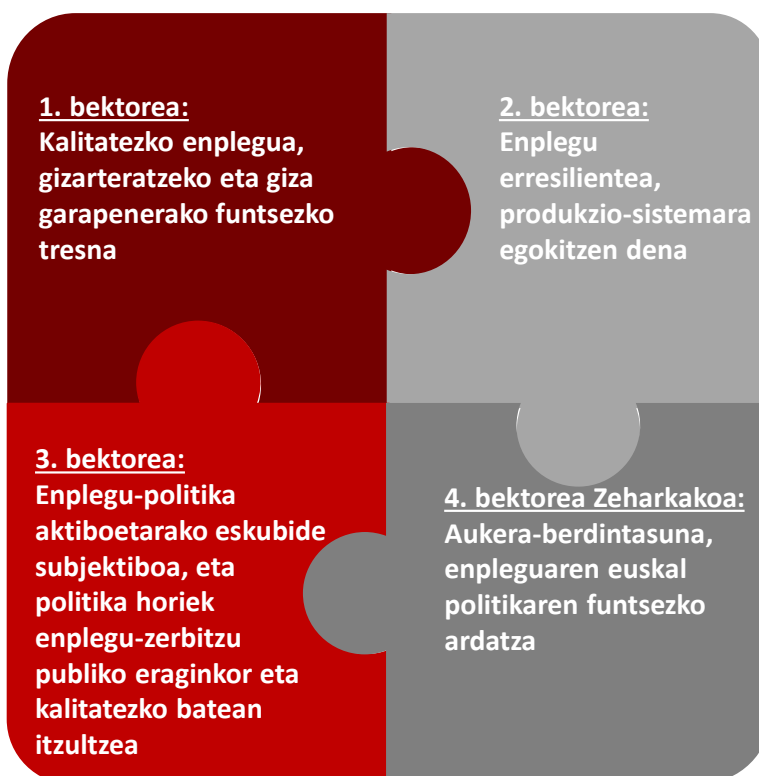 1. bektorea:
Kalitatezko enplegua,
gizarteratzeko eta giza
garapenerako funtsezko
tresna
2. bektorea:
Enplegu
erresilientea,
produkzio-sistemara
egokitzen dena
3. bektorea:
Enplegu-politika
aktiboetarako eskubide
subjektiboa, eta
politika horiek
enplegu-zerbitzu
publiko eraginkor eta
kalitatezko batean
itzultzea
4. bektorea Zeharkakoa:
Aukera-berdintasuna,
enpleguaren euskal
politikaren funtsezko
ardatza